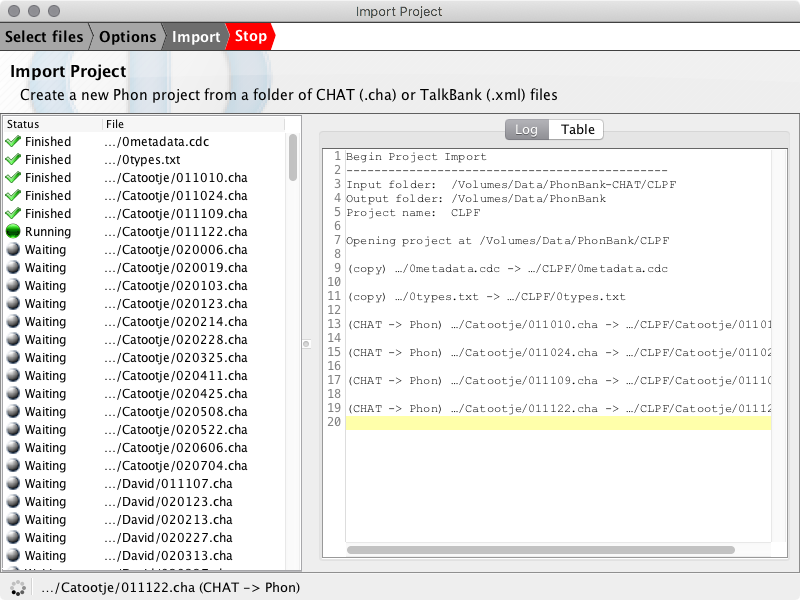 Import Project
Select files Options Import Stop
Import Project
Create a new Phon project from a folder of CHAT (.cha) or TalkBank (.xml) files
Status File
Finished …/0metadata.cdc
Finished …/0types.txt
Finished …/Catootje/011010.cha
Finished …/Catootje/011024.cha
Finished …/Catootje/011109.cha
Running …/Catootje/011122.cha
Waiting …/Catootje/020006.cha
Waiting …/Catootje/020019.cha
Waiting …/Catootje/020103.cha
Waiting …/Catootje/020123.cha
Waiting …/Catootje/020214.cha
Waiting …/Catootje/020228.cha
Waiting …/Catootje/020325.cha
Waiting …/Catootje/020411.cha
Waiting …/Catootje/020425.cha
Waiting …/Catootje/020508.cha
Waiting …/Catootje/020522.cha
Waiting …/Catootje/020606.cha
Waiting …/Catootje/020704.cha
Waiting …/David/011107.cha
Waiting …/David/020123.cha
Waiting …/David/020213.cha
Waiting …/David/020227.cha
Waiting …/David/020313.cha
Log Table
1 Begin Project Import
2 ----------------------------------------------
3 Input folder: /Volumes/Data/PhonBank-CHAT/CLPF
4 Output folder: /Volumes/Data/PhonBank
5 Project name: CLPF
6
7 Opening project at /Volumes/Data/PhonBank/CLPF
8
9 (copy) …/0metadata.cdc -> …/CLPF/0metadata.cdc
10
11 (copy) …/0types.txt -> …/CLPF/0types.txt
12
13 (CHAT -> Phon) …/Catootje/011010.cha -> …/CLPF/Catootje/01101
14
15 (CHAT -> Phon) …/Catootje/011024.cha -> …/CLPF/Catootje/01102
16
17 (CHAT -> Phon) …/Catootje/011109.cha -> …/CLPF/Catootje/01110
18
19 (CHAT -> Phon) …/Catootje/011122.cha -> …/CLPF/Catootje/01112
20
…/Catootje/011122.cha (CHAT -> Phon)